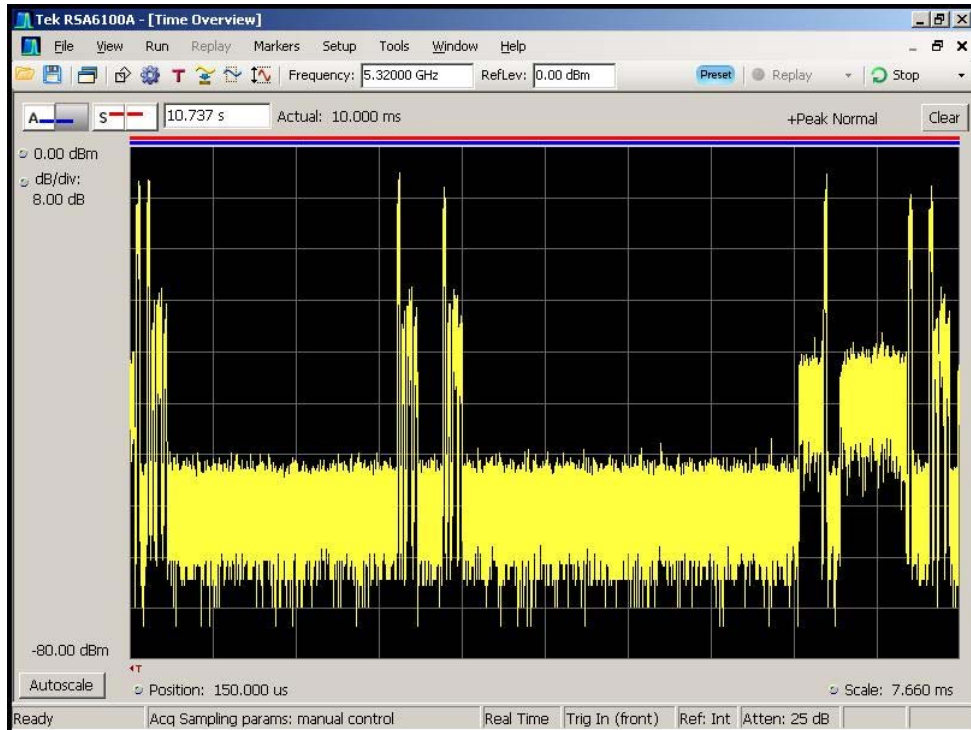 Tek RSA6100A - [Time Overview]
File View Run Replay Markers Setup Tools Window Help
T Frequency: 5.32000 GHz RefLev: 0.00 dBm Preset Replay Stop
A S 10.737 s Actual: 10.000 ms +Peak Normal Clear
0.00 dBm
dB/div:
8.00 dB
-80.00 dBm
T
Autoscale Position: 150.000 us Scale: 7.660 ms
Ready Acq Sampling params: manual control Real Time Trig In (front) Ref: Int Atten: 25 dB